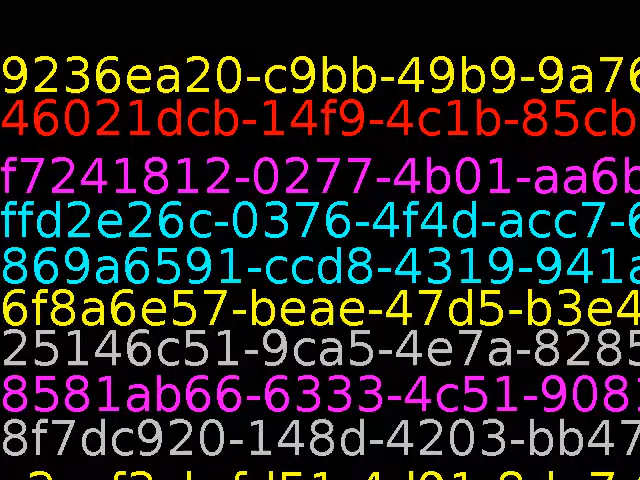 9236ea20-c9bb-49b9-9a76
46021dcb-14f9-4c1b-85cb
f7241812-0277-4b01-aa6b
ffd2e26c-0376-4f4d-acc7-6
869a6591-ccd8-4319-941a
6f8a6e57-beae-47d5-b3e4
25146c51-9ca5-4e7a-8285
8581ab66-6333-4c51-9081
8f7dc920-148d-4203-bb47